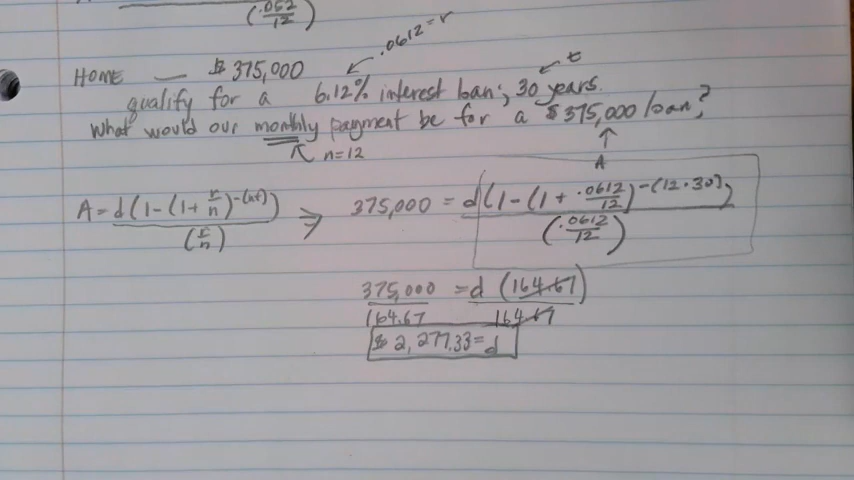 (.052/12)
.0612 = r
HOME — $375,000
t
qualify for a 6.12% interest loan; 30 years.
What would our monthly payment be for a $375,000 loan?
n=12
A
A = d(1-(1+r/n)^-(nt)) / (r/n) ⇒ 375,000 = d(1-(1+.0612/12)^-(12·30)) / (.0612/12)
375,000/164.67 = d (164.67)/164.67
$2,277.33 = d